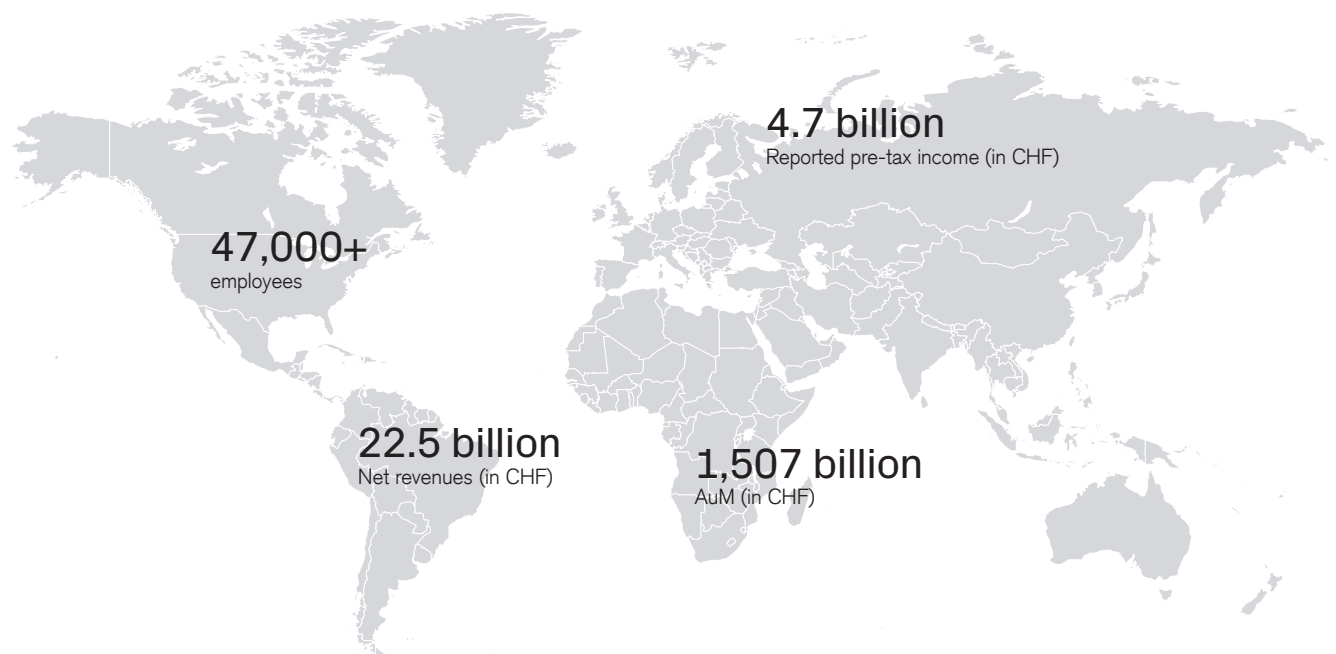 4.7 billion
Reported pre-tax income (in CHF)
47,000+
employees
22.5 billion
Net revenues (in CHF)
1,507 billion
AuM (in CHF)